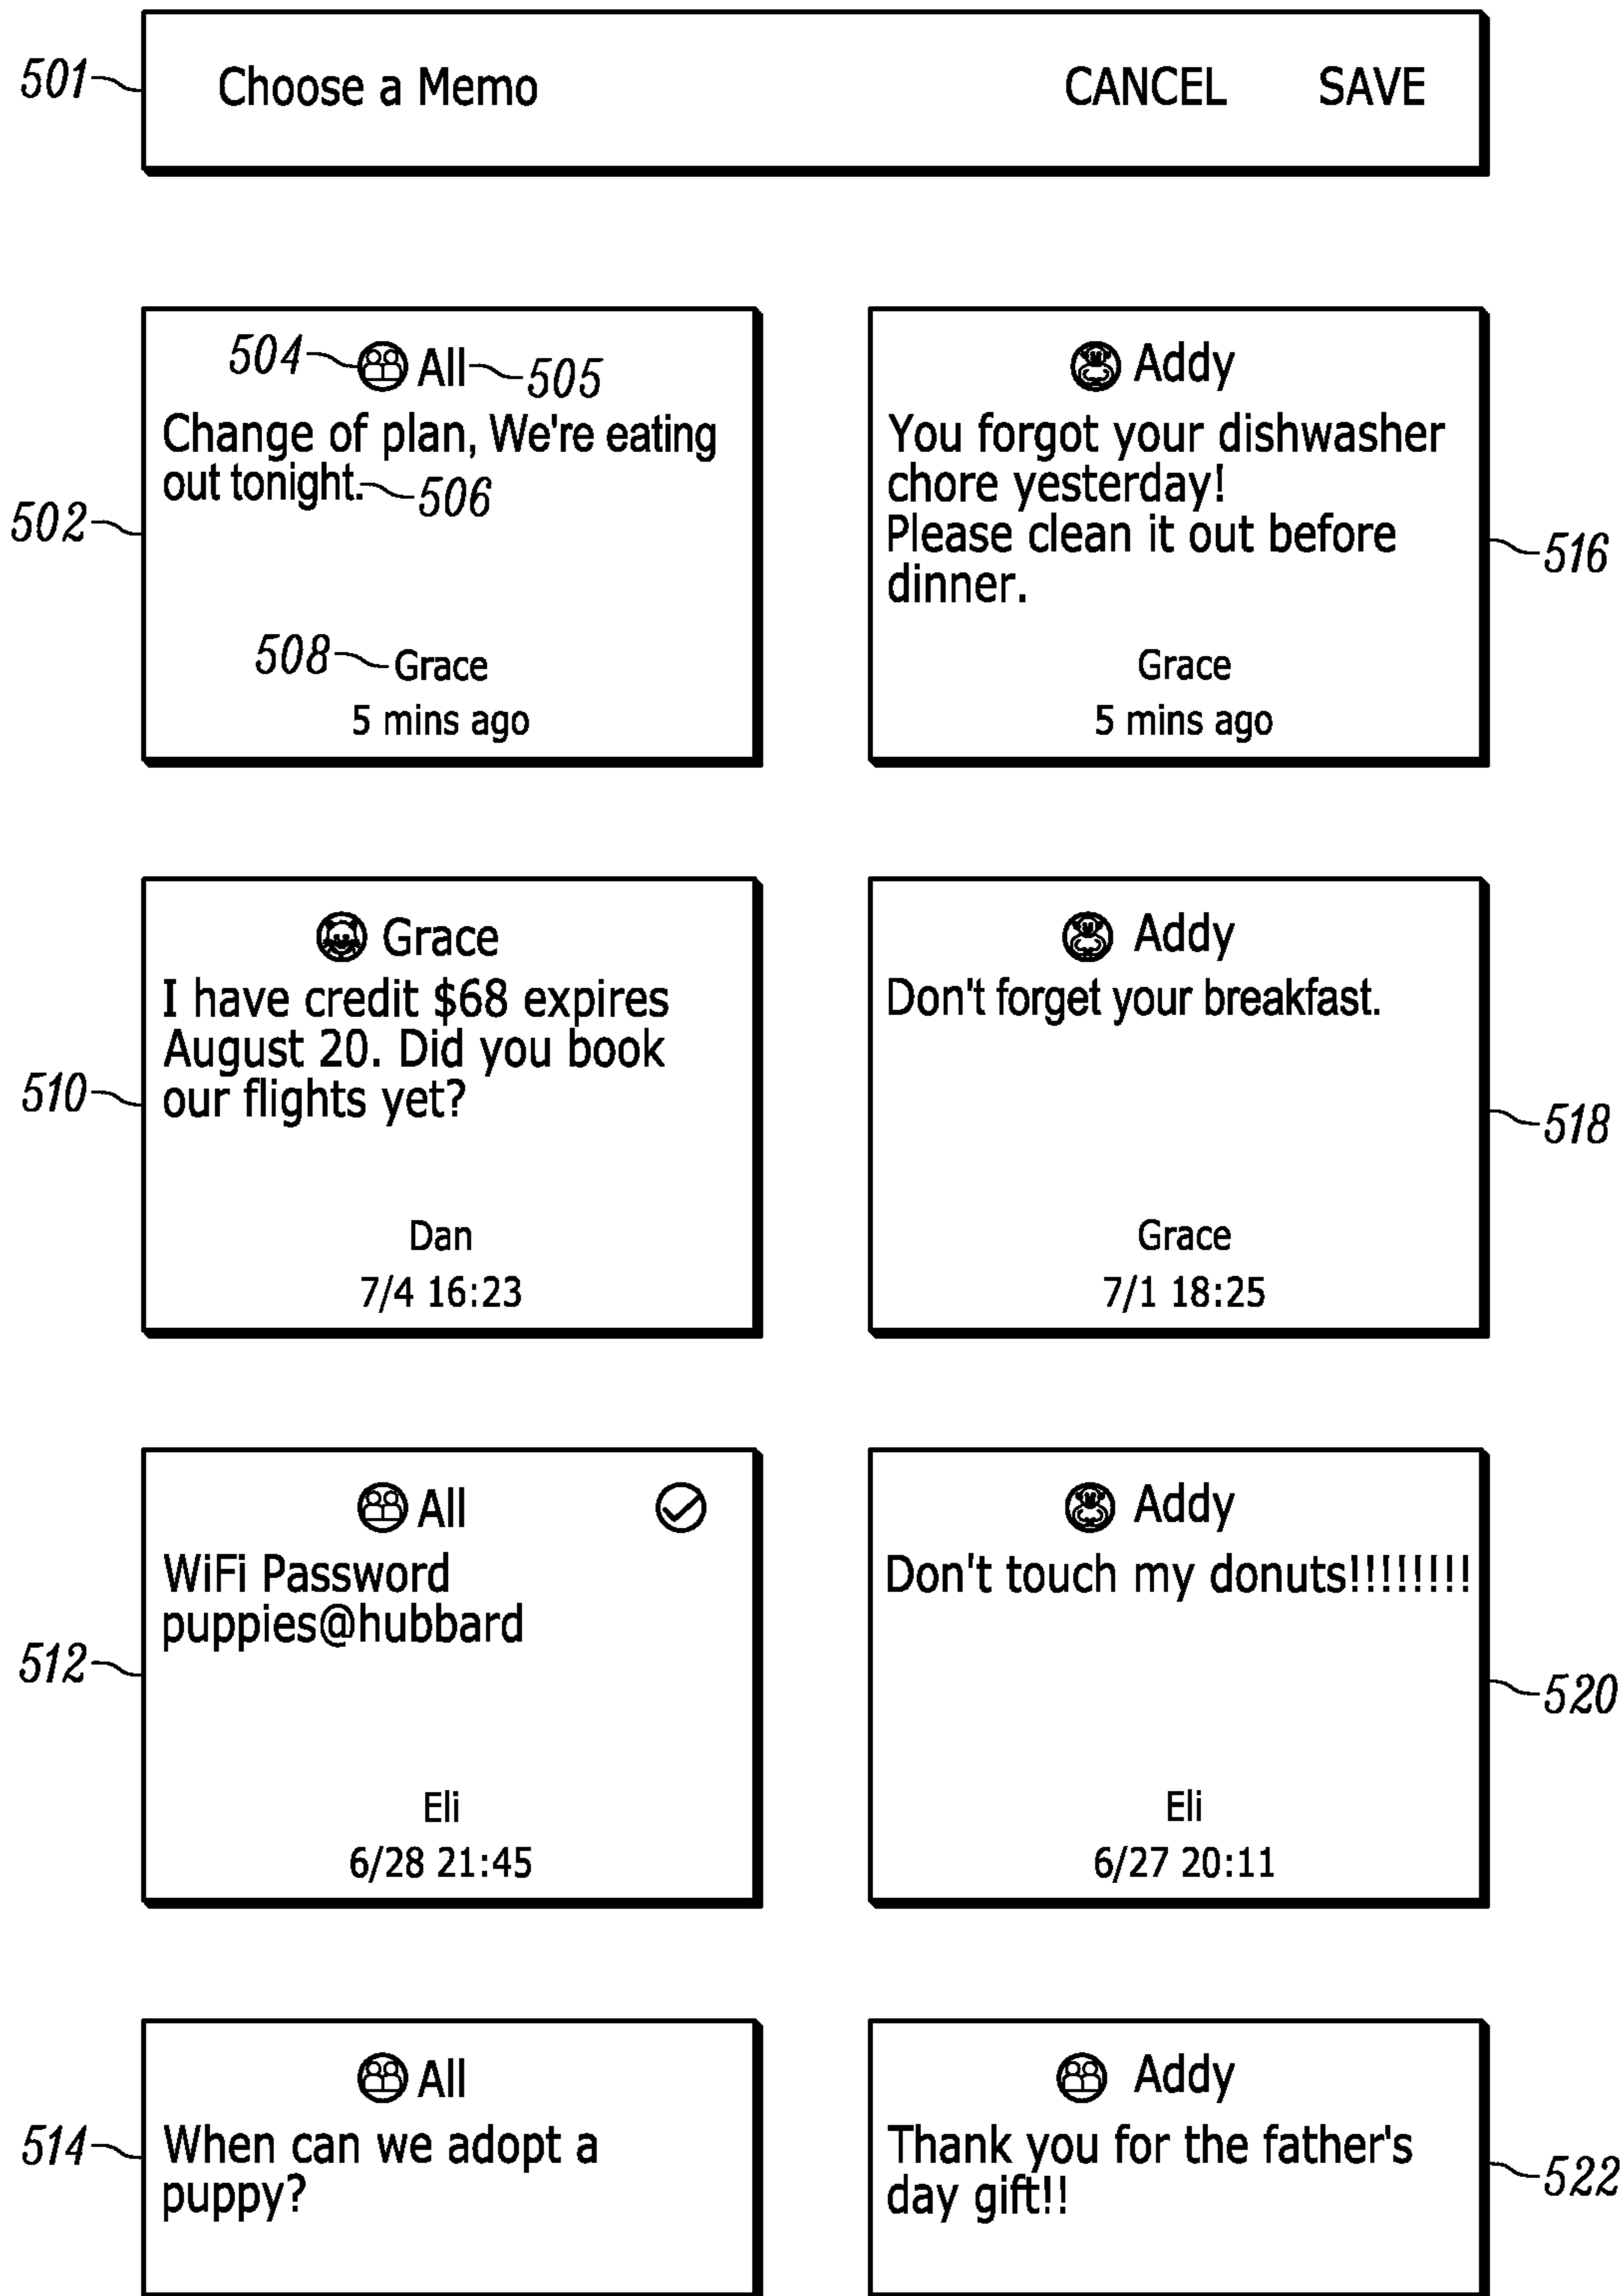 501 Choose a Memo CANCEL SAVE
504 All 505
Change of plan, We're eating
out tonight. 506
502
508 Grace
5 mins ago
Addy
You forgot your dishwasher
chore yesterday!
Please clean it out before
dinner.
516
Grace
5 mins ago
Grace
I have credit $68 expires
August 20. Did you book
our flights yet?
510
Dan
7/4 16:23
Addy
Don't forget your breakfast.
518
Grace
7/1 18:25
All
WiFi Password
puppies@hubbard
512
Eli
6/28 21:45
Addy
Don't touch my donuts!!!!!!!!
520
Eli
6/27 20:11
All
514 When can we adopt a
puppy?
Addy
Thank you for the father's
day gift!!
522